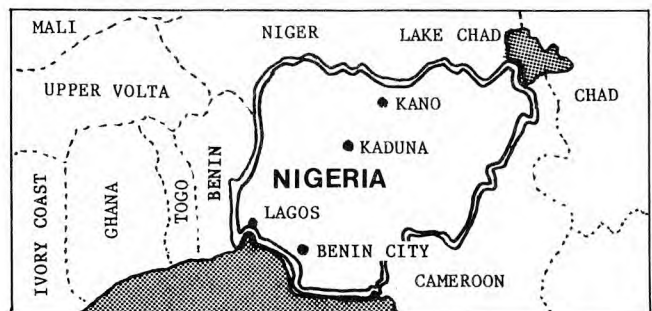 MALI
NIGER
LAKE CHAD
UPPER VOLTA
CHAD
KANO
KADUNA
NIGERIA
BENIN
TOGO
GHANA
IVORY COAST
LAGOS
BENIN CITY
CAMEROON